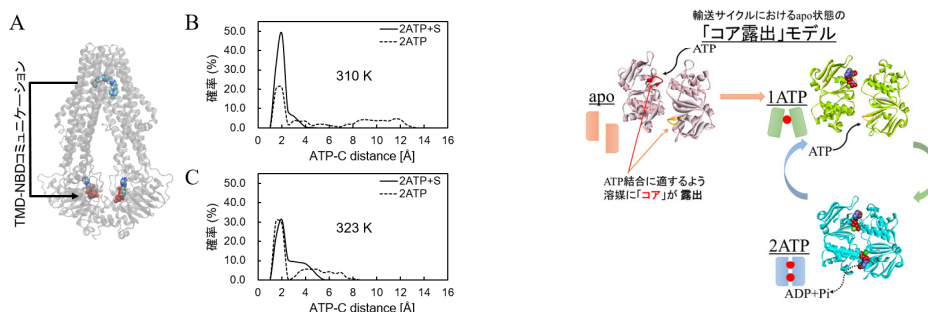 A
TMD-NBDコミュニケーション
B
確率 (%)
50.0
40.0
30.0
20.0
10.0
0.0
2ATP+S
2ATP
310 K
0 2 4 6 8 10 12 14 16
ATP-C distance [Å]
C
確率 (%)
50.0
40.0
30.0
20.0
10.0
0.0
2ATP+S
2ATP
323 K
0 2 4 6 8 10 12 14 16
ATP-C distance [Å]
輸送サイクルにおけるapo状態の
「コア露出」モデル
ATP
apo
ATP結合に適するよう
溶媒に「コア」が 露出
1ATP
ATP
2ATP
ADP+Pi